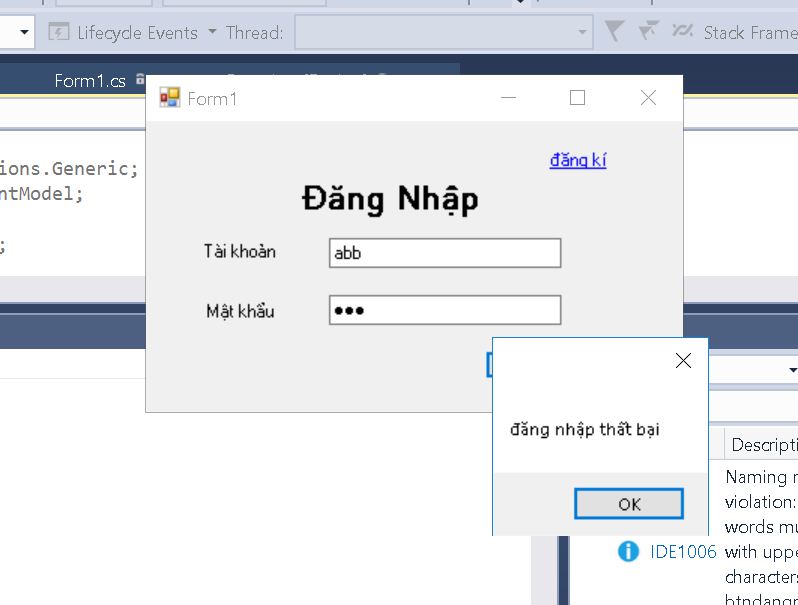 Lifecycle Events
Thread:
Stack Frame
Form1.cs
Form1
ions.Generic;
ntModel;
;
đăng kí
Đăng Nhập
Tài khoản
abb
Mật khẩu
đăng nhập thất bại
OK
Descripti
Naming r
violation:
words mu
IDE1006
with uppe
characters
btndangn